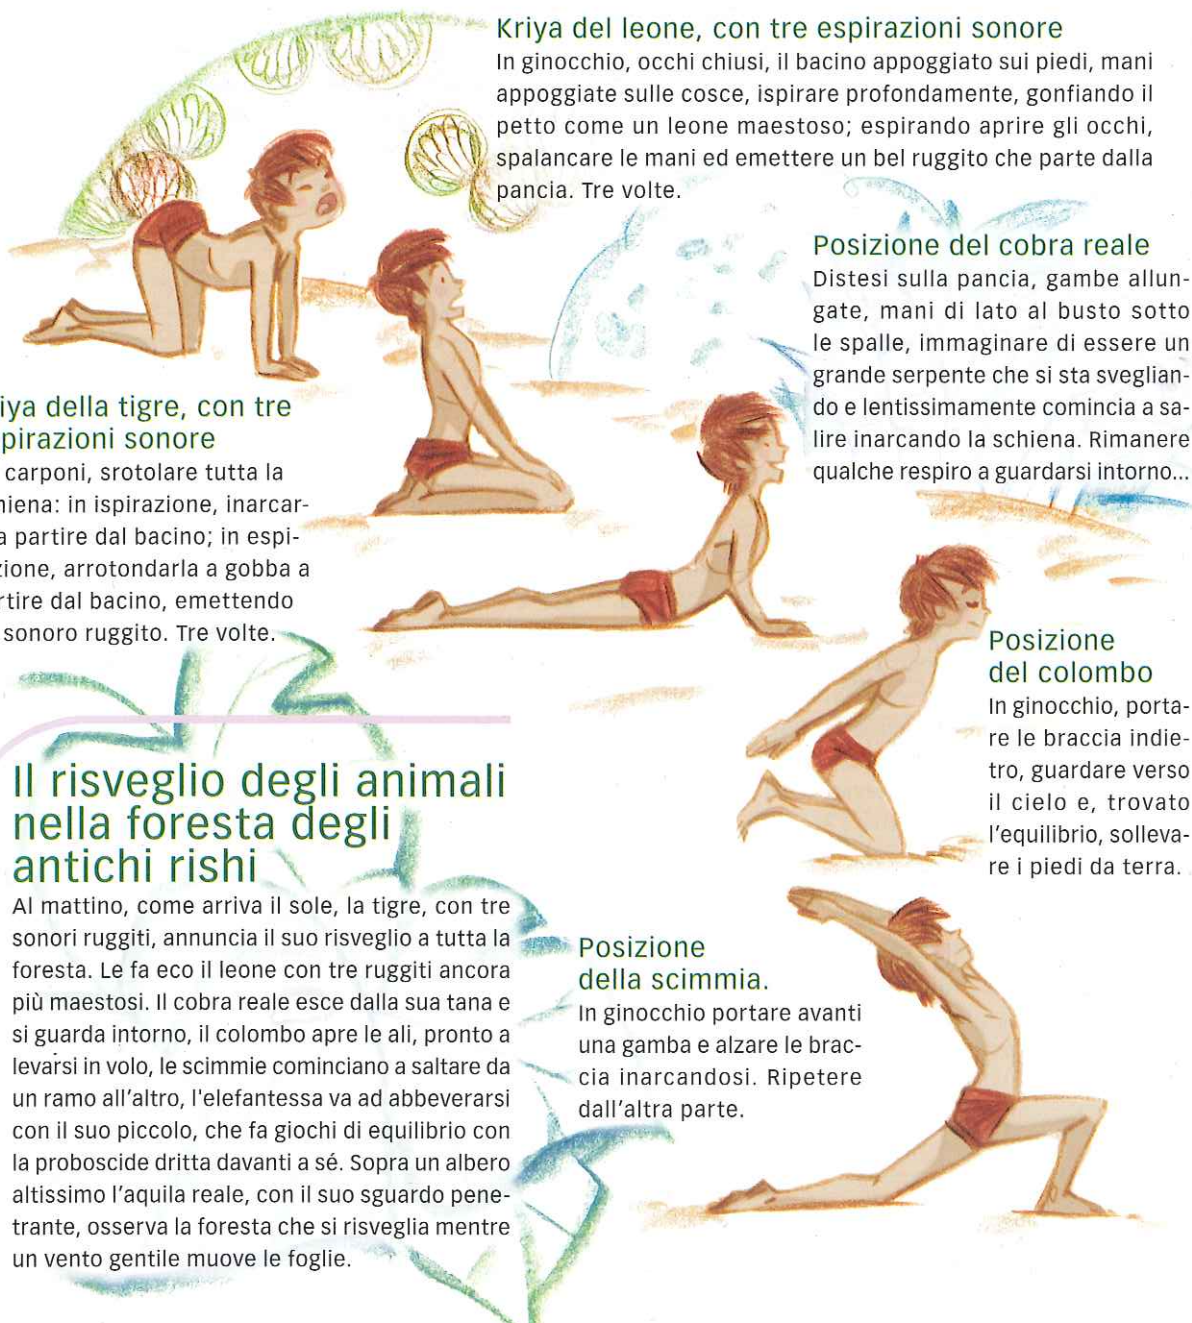 Kriya del leone, con tre espirazioni sonore
In ginocchio, occhi chiusi, il bacino appoggiato sui piedi, mani
appoggiate sulle cosce, ispirare profondamente, gonfiando il
petto come un leone maestoso; espirando aprire gli occhi,
spalancare le mani ed emettere un bel ruggito che parte dalla
pancia. Tre volte.
Posizione del cobra reale
Distesi sulla pancia, gambe allun-
gate, mani di lato al busto sotto
le spalle, immaginare di essere un
grande serpente che si sta sveglian-
do e lentissimamente comincia a sa-
lire inarcando la schiena. Rimanere
qualche respiro a guardarsi intorno...
iya della tigre, con tre
pirazioni sonore
carponi, srotolare tutta la
hiena: in ispirazione, inarcar-
a partire dal bacino; in espi-
zione, arrotondarla a gobba a
rtire dal bacino, emettendo
sonoro ruggito. Tre volte.
Posizione
del colombo
In ginocchio, porta-
re le braccia indie-
tro, guardare verso
il cielo e, trovato
l'equilibrio, solleva-
re i piedi da terra.
Il risveglio degli animali
nella foresta degli
antichi rishi
Al mattino, come arriva il sole, la tigre, con tre
sonori ruggiti, annuncia il suo risveglio a tutta la
foresta. Le fa eco il leone con tre ruggiti ancora
più maestosi. Il cobra reale esce dalla sua tana e
si guarda intorno, il colombo apre le ali, pronto a
levarsi in volo, le scimmie cominciano a saltare da
un ramo all'altro, l'elefantessa va ad abbeverarsi
con il suo piccolo, che fa giochi di equilibrio con
la proboscide dritta davanti a sé. Sopra un albero
altissimo l'aquila reale, con il suo sguardo pene-
trante, osserva la foresta che si risveglia mentre
un vento gentile muove le foglie.
Posizione
della scimmia.
In ginocchio portare avanti
una gamba e alzare le brac-
cia inarcandosi. Ripetere
dall'altra parte.